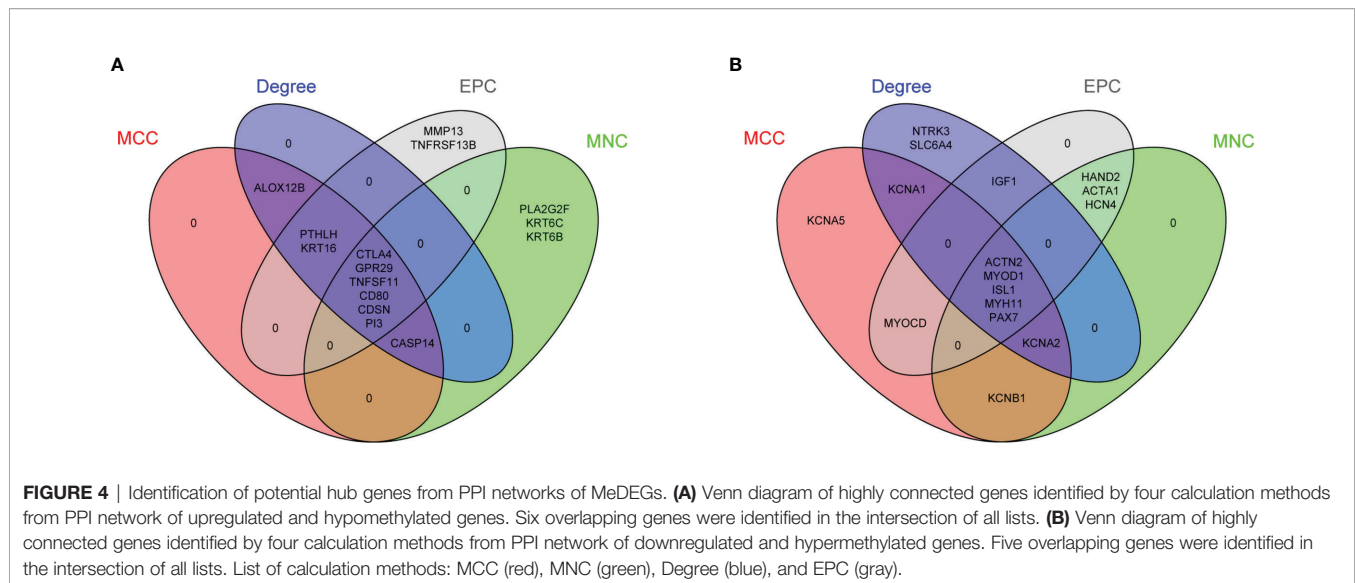 A
Degree
EPC
MCC
MNC
MMP13
TNFRSF13B
0
0
0
ALOX12B
PLA2G2F
KRT6C
KRT6B
0
PTHLH
KRT16
0
CTLA4
GPR29
TNFSF11
CD80
CDSN
PI3
0
0
0
CASP14
0
B
Degree
EPC
MCC
MNC
NTRK3
SLC6A4
0
IGF1
HAND2
ACTA1
HCN4
KCNA1
KCNA5
0
0
0
ACTN2
MYOD1
ISL1
MYH11
PAX7
MYOCD
0
0
KCNA2
KCNB1
FIGURE 4 | Identification of potential hub genes from PPI networks of MeDEGs. (A) Venn diagram of highly connected genes identified by four calculation methods
from PPI network of upregulated and hypomethylated genes. Six overlapping genes were identified in the intersection of all lists. (B) Venn diagram of highly
connected genes identified by four calculation methods from PPI network of downregulated and hypermethylated genes. Five overlapping genes were identified in
the intersection of all lists. List of calculation methods: MCC (red), MNC (green), Degree (blue), and EPC (gray).